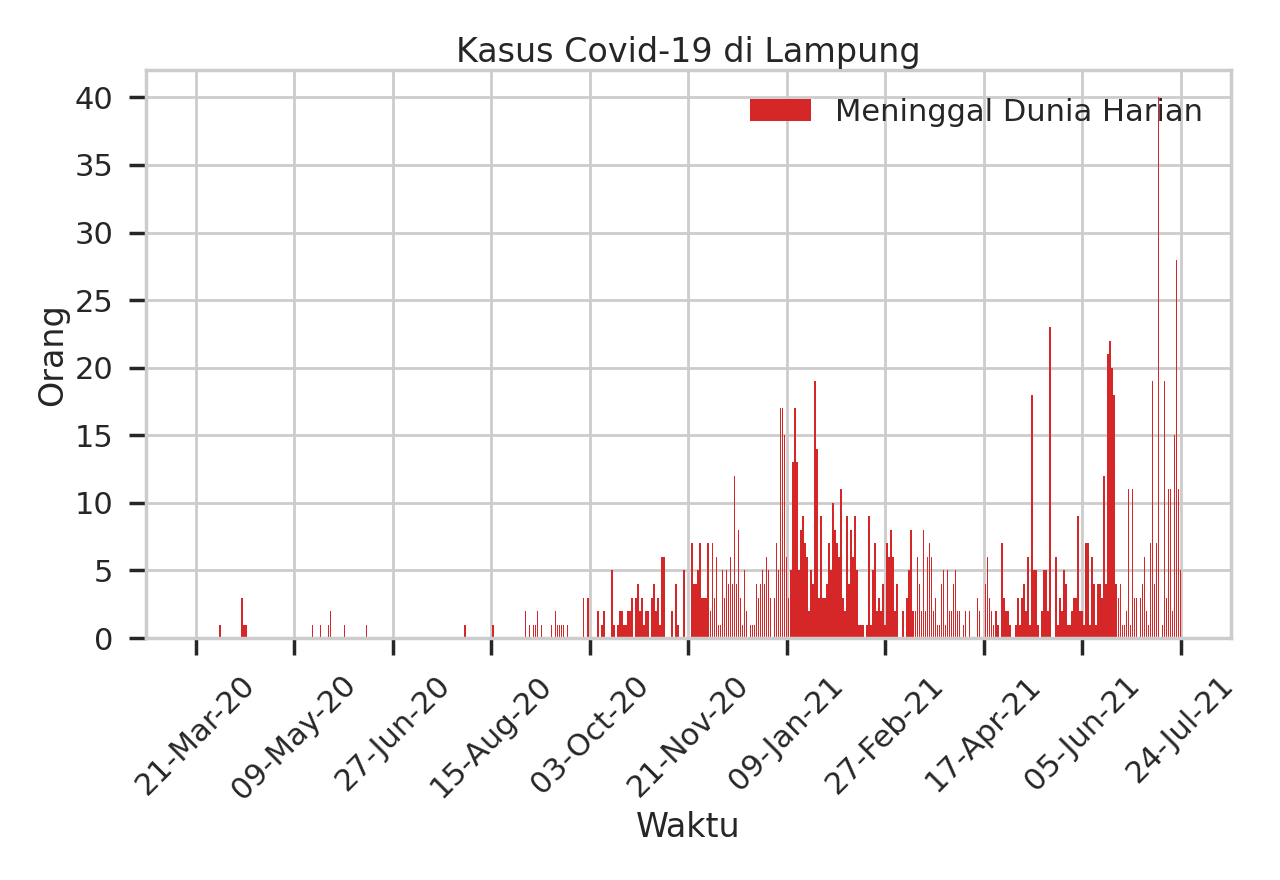 Kasus Covid-19 di Lampung
Meninggal Dunia Harian
Orang
40
35
30
25
20
15
10
5
0
21-Mar-20
09-May-20
27-Jun-20
15-Aug-20
03-Oct-20
21-Nov-20
09-Jan-21
27-Feb-21
17-Apr-21
05-Jun-21
24-Jul-21
Waktu